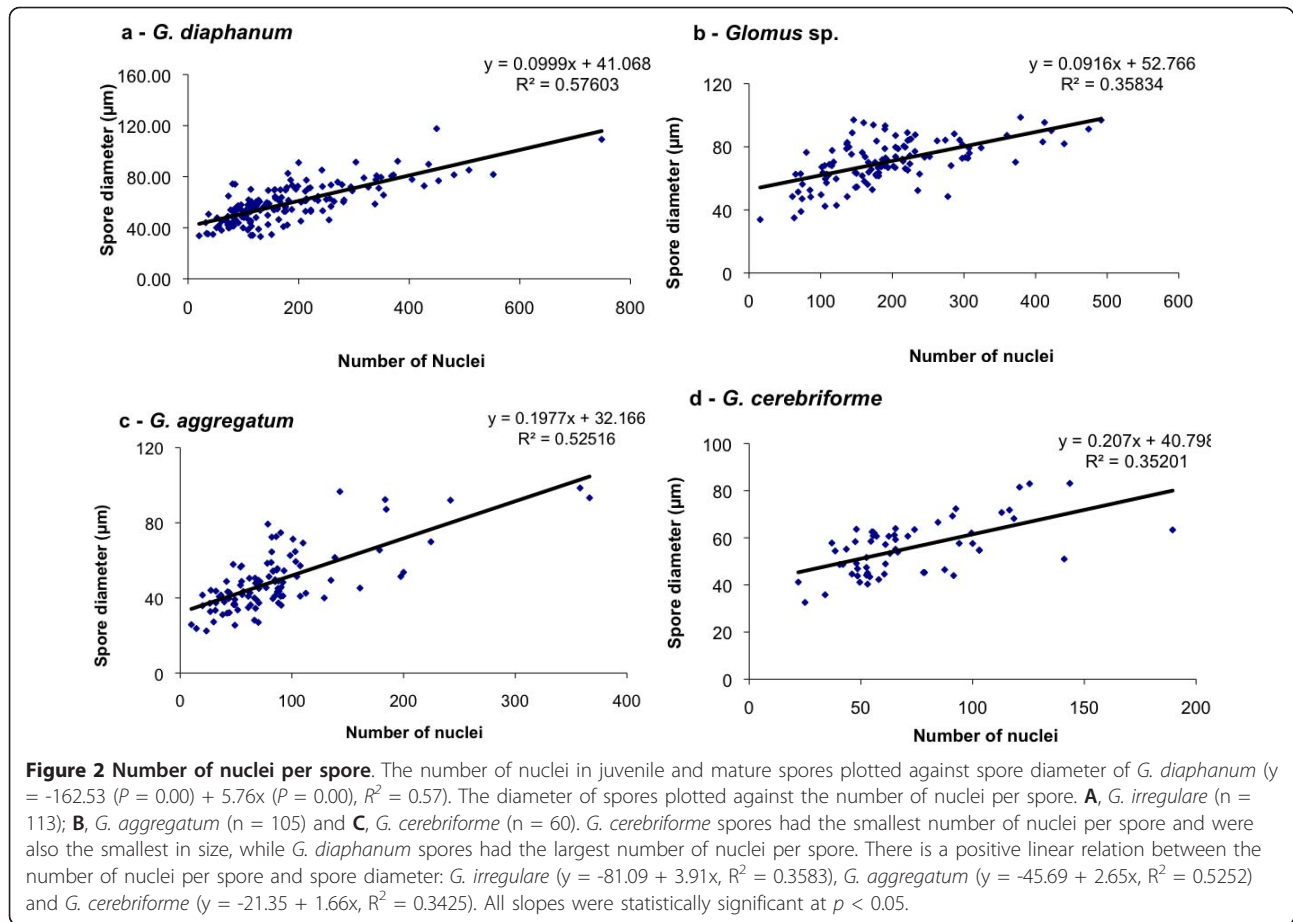 a - G. diaphanum
y = 0.0999x + 41.068
R² = 0.57603
160.00
120.00
80.00
40.00
0.00
Spore diameter (µm)
0 200 400 600 800
Number of Nuclei
b - Glomus sp.
y = 0.0916x + 52.766
R² = 0.35834
120
80
40
0
Spore diameter (µm)
0 100 200 300 400 500 600
Number of nuclei
c - G. aggregatum
y = 0.1977x + 32.166
R² = 0.52516
120
80
40
0
Spore diameter (µm)
0 100 200 300 400
Number of nuclei
d - G. cerebriforme
y = 0.207x + 40.798
R² = 0.35201
100
80
60
40
20
0
Spore diameter (µm)
0 50 100 150 200
Number of nuclei
Figure 2 Number of nuclei per spore. The number of nuclei in juvenile and mature spores plotted against spore diameter of G. diaphanum (y
= -162.53 (P = 0.00) + 5.76x (P = 0.00), R² = 0.57). The diameter of spores plotted against the number of nuclei per spore. A, G. irregulare (n =
113); B, G. aggregatum (n = 105) and C, G. cerebriforme (n = 60). G. cerebriforme spores had the smallest number of nuclei per spore and were
also the smallest in size, while G. diaphanum spores had the largest number of nuclei per spore. There is a positive linear relation between the
number of nuclei per spore and spore diameter: G. irregulare (y = -81.09 + 3.91x, R² = 0.3583), G. aggregatum (y = -45.69 + 2.65x, R² = 0.5252)
and G. cerebriforme (y = -21.35 + 1.66x, R² = 0.3425). All slopes were statistically significant at p < 0.05.